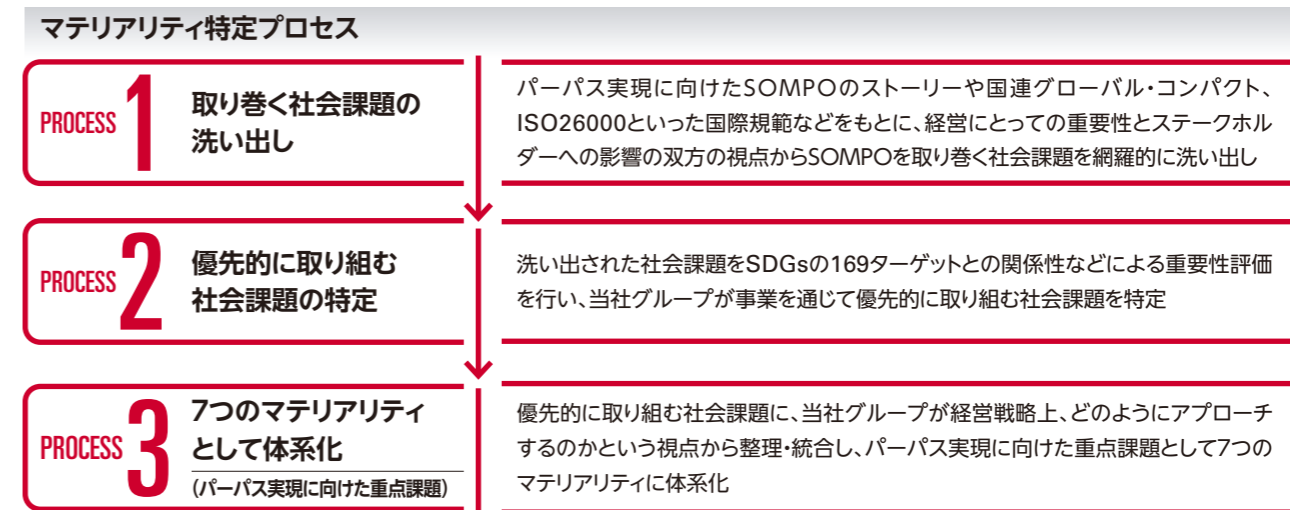 マテリアリティ特定プロセス
PROCESS 1
取り巻く社会課題の
洗い出し
パーパス実現に向けたSOMPOのストーリーや国連グローバル・コンパクト、
ISO26000といった国際規範などをもとに、経営にとっての重要性とステークホル
ダーへの影響の双方の視点からSOMPOを取り巻く社会課題を網羅的に洗い出し
PROCESS 2
優先的に取り組む
社会課題の特定
洗い出された社会課題をSDGsの169ターゲットとの関係性などによる重要性評価
を行い、当社グループが事業を通じて優先的に取り組む社会課題を特定
PROCESS 3
7つのマテリアリティ
として体系化
(パーパス実現に向けた重点課題)
優先的に取り組む社会課題に、当社グループが経営戦略上、どのようにアプローチ
するのかという視点から整理・統合し、パーパス実現に向けた重点課題として7つの
マテリアリティに体系化